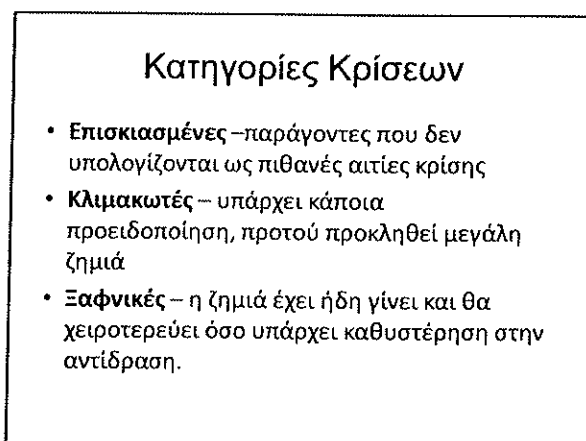 Κατηγορίες Κρίσεων
• Επισκιασμένες –παράγοντες που δεν
υπολογίζονται ως πιθανές αιτίες κρίσης
• Κλιμακωτές – υπάρχει κάποια
προειδοποίηση, προτού προκληθεί μεγάλη
ζημιά
• Ξαφνικές – η ζημιά έχει ήδη γίνει και θα
χειροτερεύει όσο υπάρχει καθυστέρηση στην
αντίδραση.